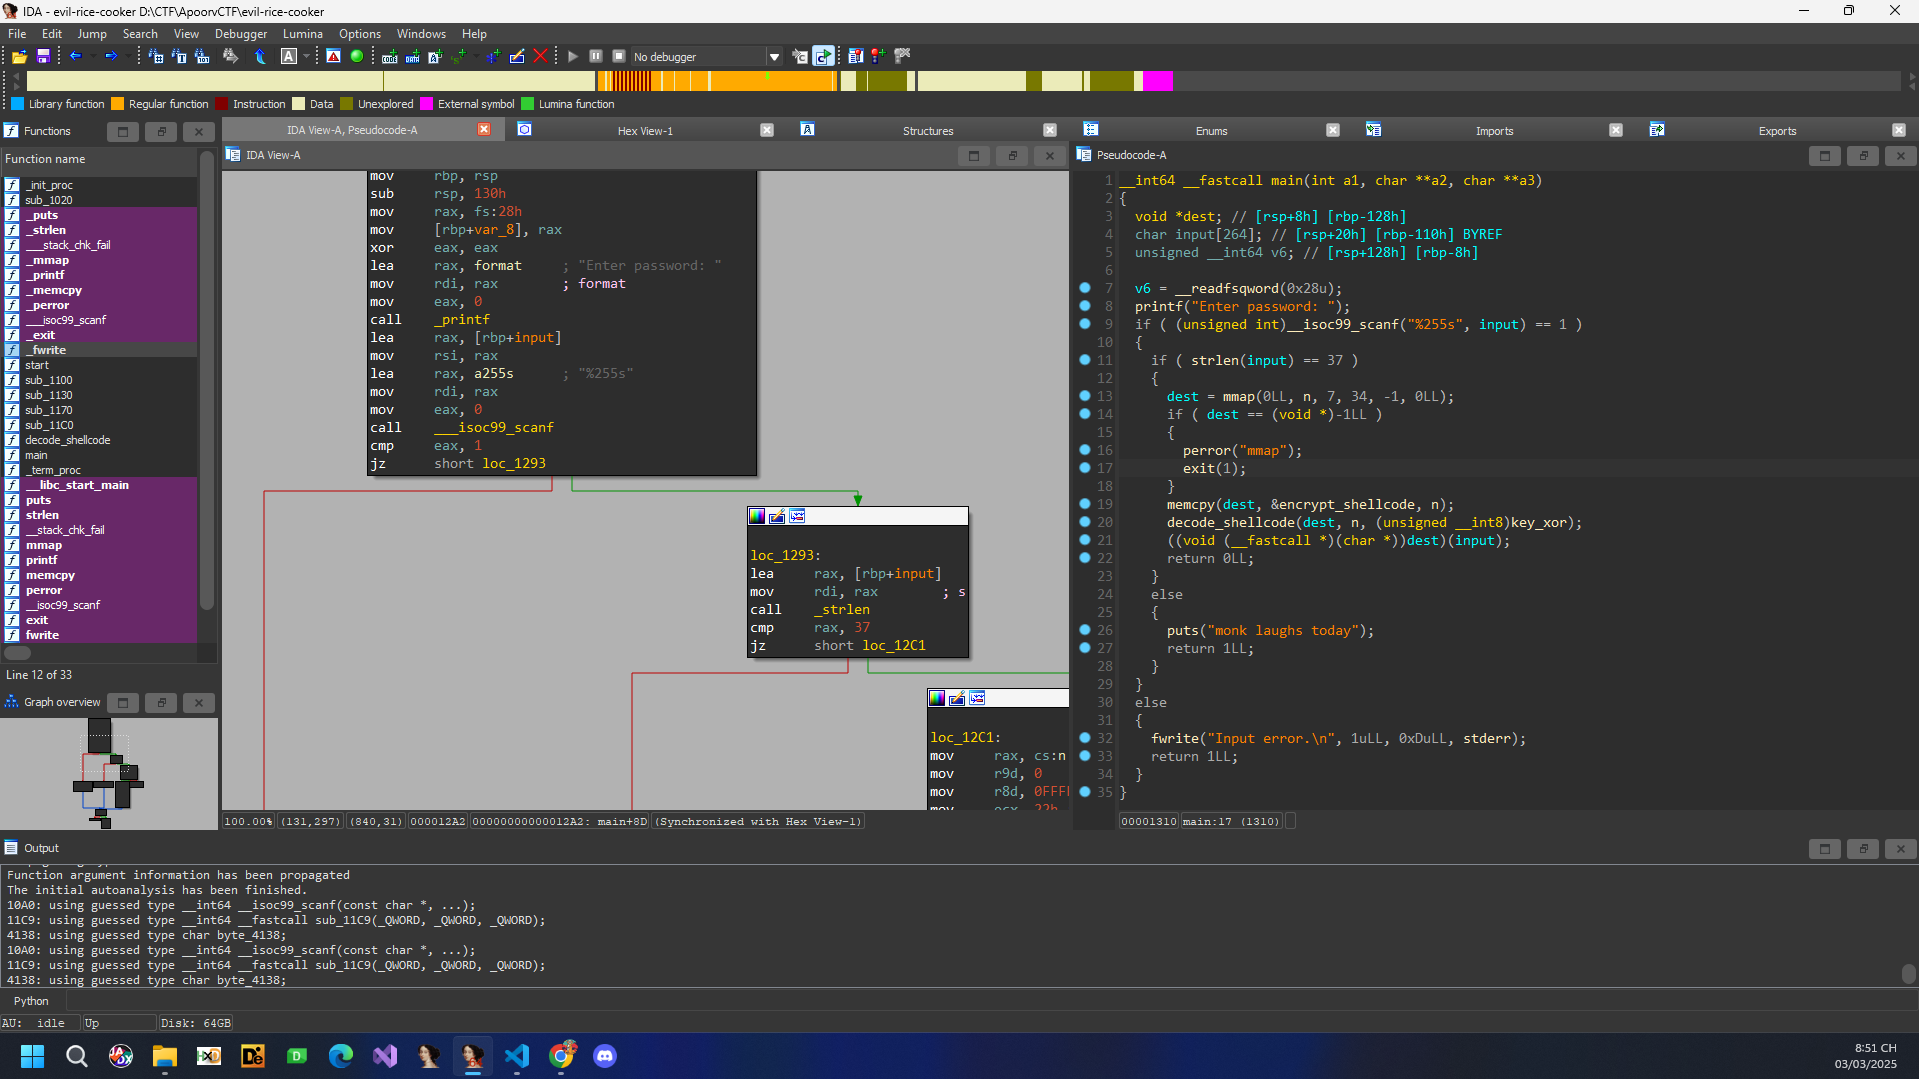 IDA - evil-rice-cooker D:\CTF\ApoorvCTF\evil-rice-cooker
File Edit Jump Search View Debugger Lumina Options Windows Help
No debugger
Library function Regular function Instruction Data Unexplored External symbol Lumina function
Functions
Function name
_init_proc
sub_1020
_puts
_strlen
___stack_chk_fail
_mmap
_printf
_memcpy
_perror
___isoc99_scanf
_exit
_fwrite
start
sub_1100
sub_1130
sub_1170
sub_11C0
decode_shellcode
main
_term_proc
__libc_start_main
puts
strlen
__stack_chk_fail
mmap
printf
memcpy
perror
__isoc99_scanf
exit
fwrite
Line 12 of 33
Graph overview
IDA View-A, Pseudocode-A
Hex View-1
Structures
Enums
Imports
Exports
IDA View-A
mov rbp, rsp
sub rsp, 130h
mov rax, fs:28h
mov [rbp+var_8], rax
xor eax, eax
lea rax, format ; "Enter password: "
mov rdi, rax ; format
mov eax, 0
call _printf
lea rax, [rbp+input]
mov rsi, rax
lea rax, a255s ; "%255s"
mov rdi, rax
mov eax, 0
call ___isoc99_scanf
cmp eax, 1
jz short loc_1293
loc_1293:
lea rax, [rbp+input]
mov rdi, rax ; s
call _strlen
cmp rax, 37
jz short loc_12C1
loc_12C1:
mov rax, cs:n
mov r9d, 0
mov r8d, 0FFF
mov ecx, 22h
100.00% (131,297) (840,31) 000012A2 00000000000012A2: main+8D (Synchronized with Hex View-1)
Pseudocode-A
1 __int64 __fastcall main(int a1, char **a2, char **a3)
2 {
3 void *dest; // [rsp+8h] [rbp-128h]
4 char input[264]; // [rsp+20h] [rbp-110h] BYREF
5 unsigned __int64 v6; // [rsp+128h] [rbp-8h]
6
7 v6 = __readfsqword(0x28u);
8 printf("Enter password: ");
9 if ( (unsigned int)__isoc99_scanf("%255s", input) == 1 )
10 {
11 if ( strlen(input) == 37 )
12 {
13 dest = mmap(0LL, n, 7, 34, -1, 0LL);
14 if ( dest == (void *)-1LL )
15 {
16 perror("mmap");
17 exit(1);
18 }
19 memcpy(dest, &encrypt_shellcode, n);
20 decode_shellcode(dest, n, (unsigned __int8)key_xor);
21 ((void (__fastcall *)(char *))dest)(input);
22 return 0LL;
23 }
24 else
25 {
26 puts("monk laughs today");
27 return 1LL;
28 }
29 }
30 else
31 {
32 fwrite("Input error.\n", 1uLL, 0xDuLL, stderr);
33 return 1LL;
34 }
35 }
00001310 main:17 (1310)
Output
Function argument information has been propagated
The initial autoanalysis has been finished.
10A0: using guessed type __int64 __isoc99_scanf(const char *, ...);
11C9: using guessed type __int64 __fastcall sub_11C9(_QWORD, _QWORD, _QWORD);
4138: using guessed type char byte_4138;
10A0: using guessed type __int64 __isoc99_scanf(const char *, ...);
11C9: using guessed type __int64 __fastcall sub_11C9(_QWORD, _QWORD, _QWORD);
4138: using guessed type char byte_4138;
Python
AU: idle Up Disk: 64GB
8:51 CH
03/03/2025